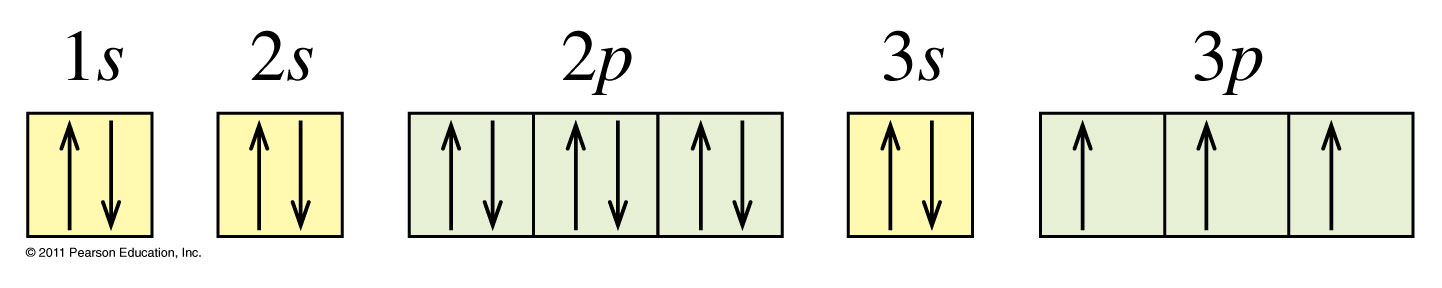 1s 2s 2p 3s 3p
© 2011 Pearson Education, Inc.